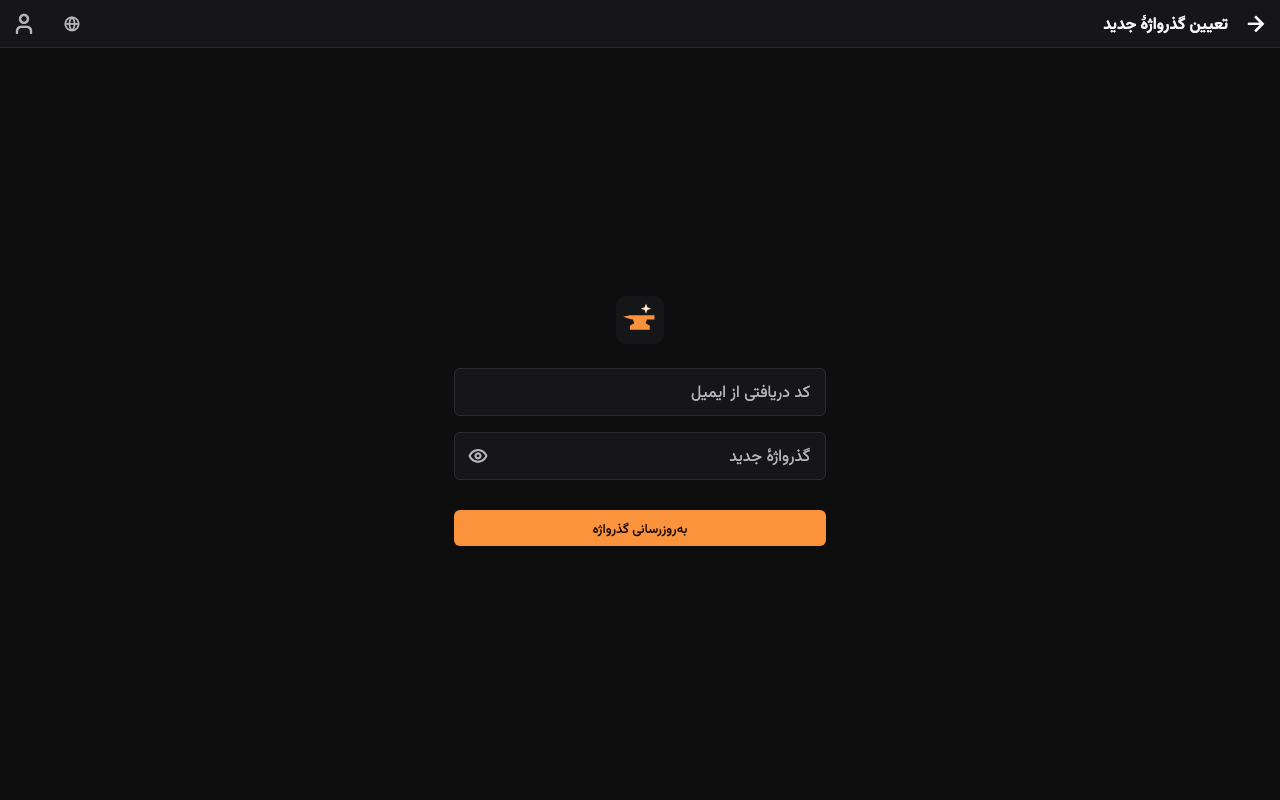 تعیین گذرواژهٔ جدید
کد دریافتی از ایمیل
گذرواژهٔ جدید
به‌روزرسانی گذرواژه